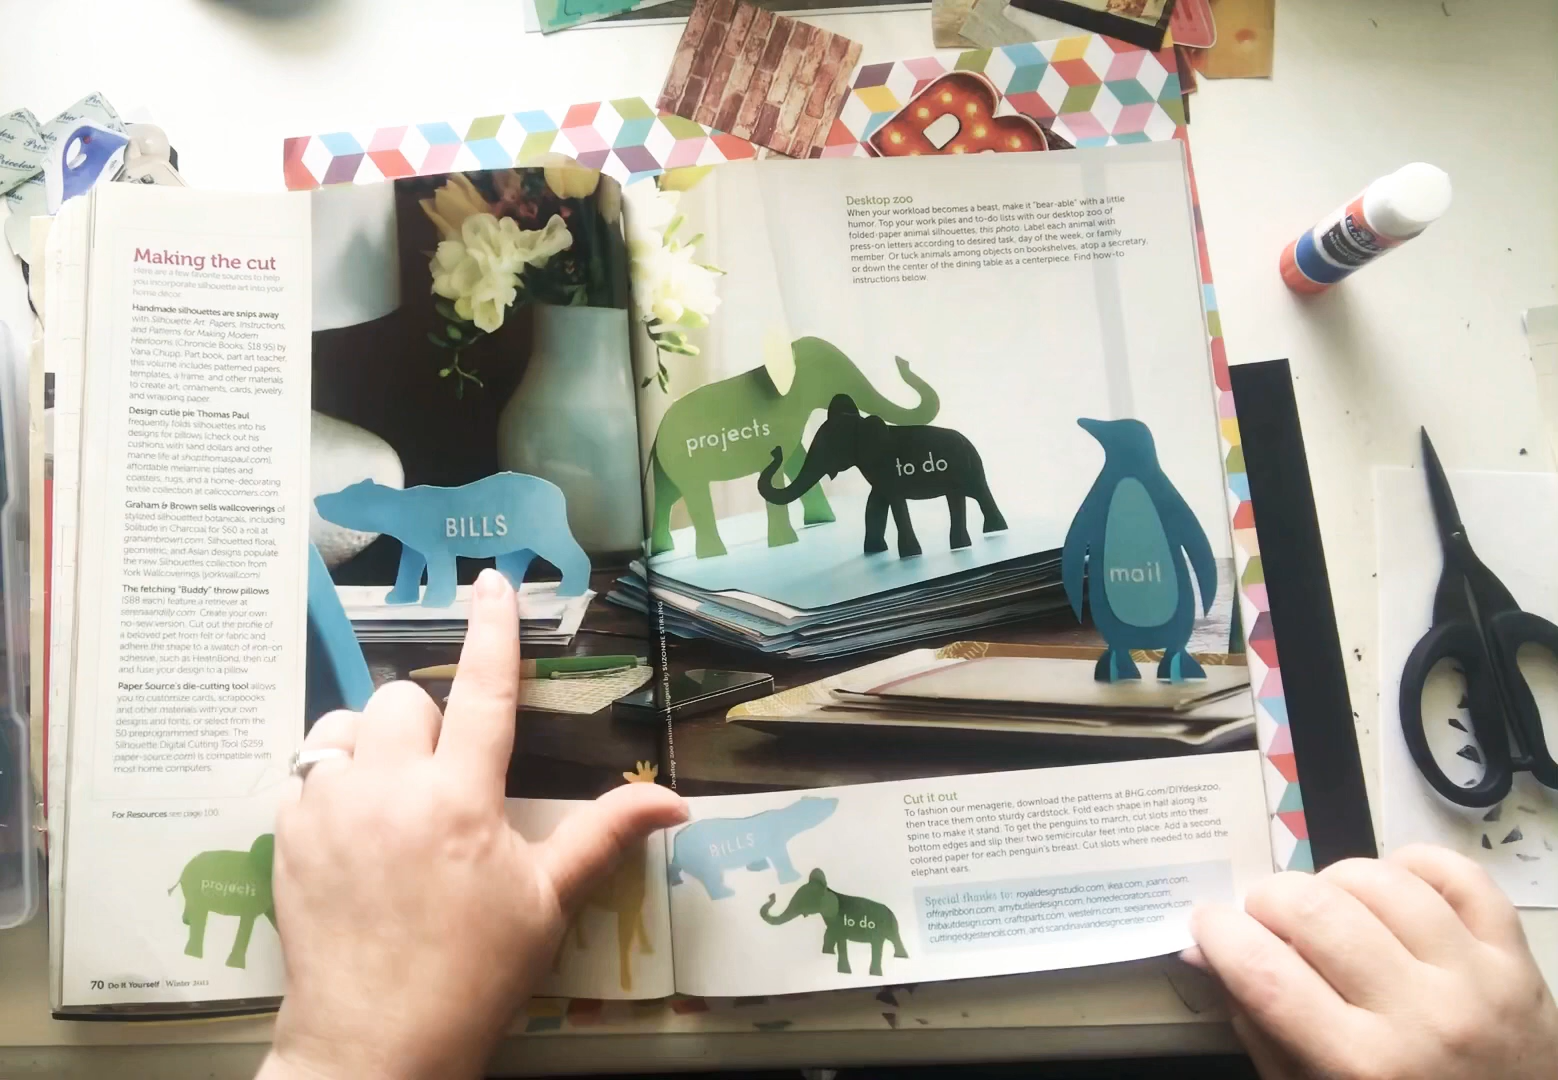 Making the cut
Here are a few favorite sources to help
you incorporate silhouette art into your
home décor.
Handmade silhouettes are snips away
with Silhouette Art: Papers, Instructions,
and Patterns for Making Modern
Heirlooms (Chronicle Books; $18.95) by
Vana Chupp. Part book, part art teacher,
this volume includes patterned papers,
templates, a frame, and other materials
to create art, ornaments, cards, jewelry,
and wrapping paper.
Design cutie pie Thomas Paul
frequently folds silhouettes into his
designs for pillows (check out his
cushions with sand dollars and other
marine life at shopthomaspaul.com),
affordable melamine plates and
coasters, rugs, and a home-decorating
textile collection at calicocorners.com.
Graham & Brown sells wallcoverings of
stylized silhouetted botanicals, including
Solitude in Charcoal for $60 a roll at
grahambrown.com. Silhouetted floral,
geometric, and Asian designs populate
the new Silhouettes collection from
York Wallcoverings (yorkwall.com)
The fetching "Buddy" throw pillows
($88 each) feature a retriever at
serenaandlily.com. Create your own
no-sew version. Cut out the profile of
a beloved pet from felt or fabric and
adhere the shape to a swatch of iron-on
adhesive, such as HeatnBond, then cut
and fuse your design to a pillow.
Paper Source's die-cutting tool allows
you to customize cards, scrapbooks,
and other materials with your own
designs and fonts, or select from the
50 preprogrammed shapes. The
Silhouette Digital Cutting Tool ($259,
paper-source.com) is compatible with
most home computers.
For Resources see page 100.
projects
70 Do It Yourself | Winter
BILLS
projects
to do
mail
Desktop zoo
When your workload becomes a beast, make it "bear-able" with a little
humor. Top your work piles and to-do lists with our desktop zoo of
folded-paper animal silhouettes, this photo. Label each animal with
press-on letters according to desired task, day of the week, or family
member. Or tuck animals among objects on bookshelves, atop a secretary,
or down the center of the dining table as a centerpiece. Find how-to
instructions below.
Desktop zoo animals designed by SUZONNE STIRLING
BILLS
to do
Cut it out
To fashion our menagerie, download the patterns at BHG.com/DIYdeskzoo,
then trace them onto sturdy cardstock. Fold each shape in half along its
spine to make it stand. To get the penguins to march, cut slots into their
bottom edges and slip their two semicircular feet into place. Add a second
colored paper for each penguin's breast. Cut slots where needed to add the
elephant ears.
Special thanks to: royaldesignstudio.com, ikea.com, joann.com,
offrayribbon.com, amybutlerdesign.com, homedecorators.com,
thibautdesign.com, craftsparts.com, westelm.com, seejanework.com,
cuttingedgestencils.com, and scandinaviandesigncenter.com